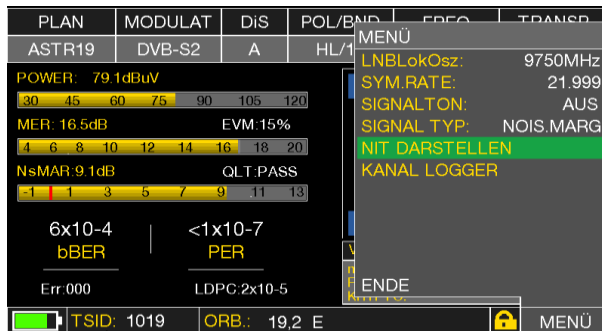 PLAN MODULAT DiS POL/BND FREQ TRANSP
ASTR19 DVB-S2 A HL/1
MENÜ
LNBLokOsz: 9750MHz
SYM.RATE: 21.999
SIGNALTON: AUS
SIGNAL TYP: NOIS.MARG
NIT DARSTELLEN
KANAL LOGGER
ENDE
POWER: 79.1dBuV
30 45 60 75 90 105 120
MER: 16.5dB EVM:15%
4 6 8 10 12 14 16 18 20
NsMAR:9.1dB QLT:PASS
-1 1 3 5 7 9 11 13
6x10-4 <1x10-7
bBER PER
Err:000 LDPC:2x10-5
TSID: 1019 ORB.: 19,2 E MENÜ